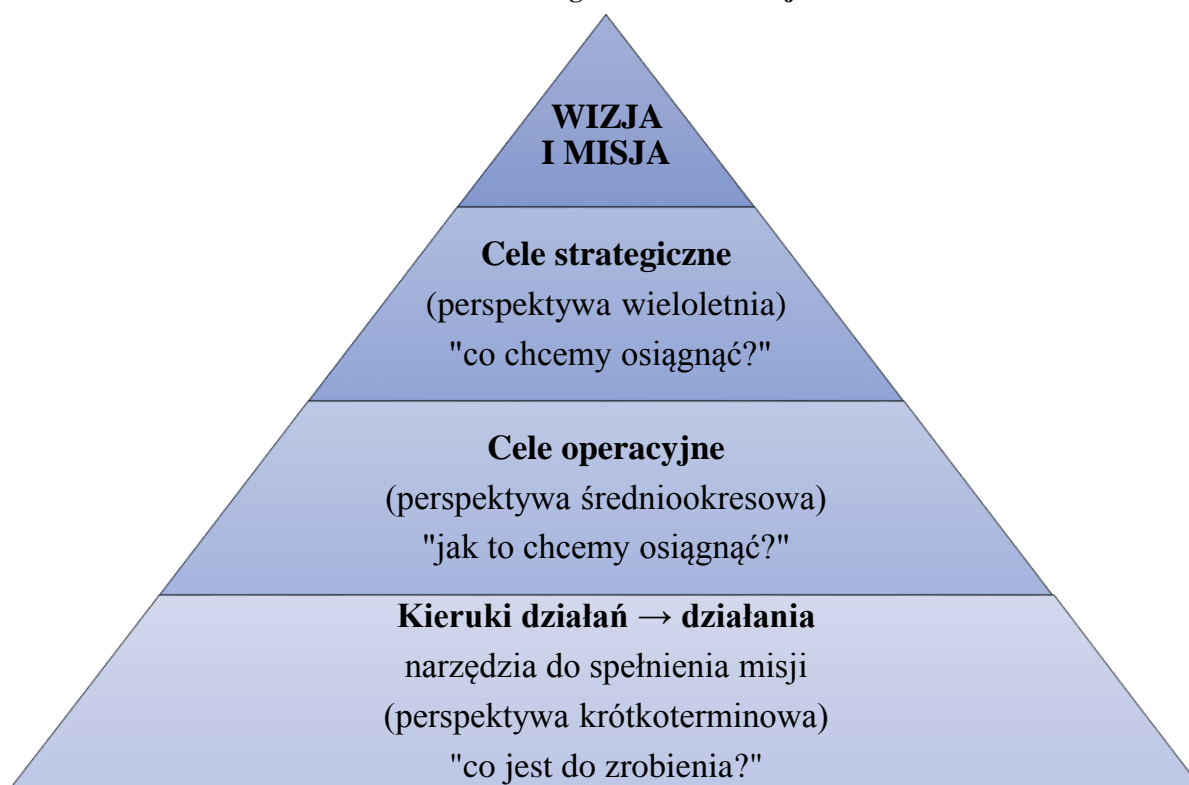 WIZJA
I MISJA
Cele strategiczne
(perspektywa wieloletnia)
"co chcemy osiągnąć?"
Cele operacyjne
(perspektywa średniookresowa)
"jak to chcemy osiągnąć?"
Kieruki działań → działania
narzędzia do spełnienia misji
(perspektywa krótkoterminowa)
"co jest do zrobienia?"